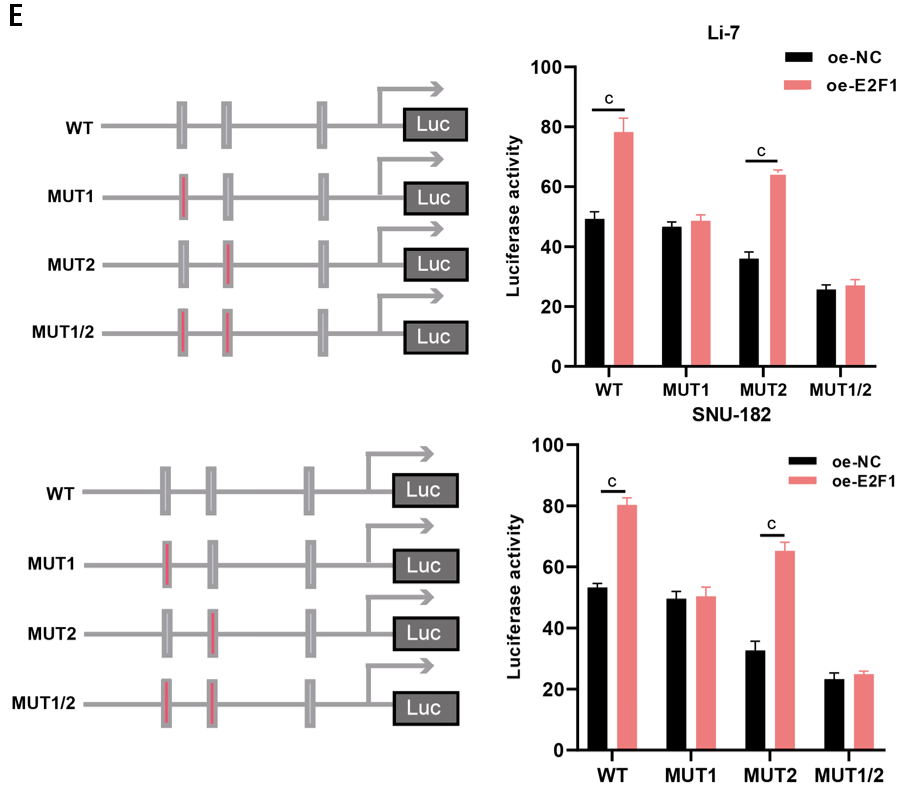 E
WT
Luc
MUT1
Luc
MUT2
Luc
MUT1/2
Luc
Li-7
oe-NC
oe-E2F1
Luciferase activity
100
80
60
40
20
0
c
c
WT MUT1 MUT2 MUT1/2
WT
Luc
MUT1
Luc
MUT2
Luc
MUT1/2
Luc
SNU-182
oe-NC
oe-E2F1
Luciferase activity
100
80
60
40
20
0
c
c
WT MUT1 MUT2 MUT1/2